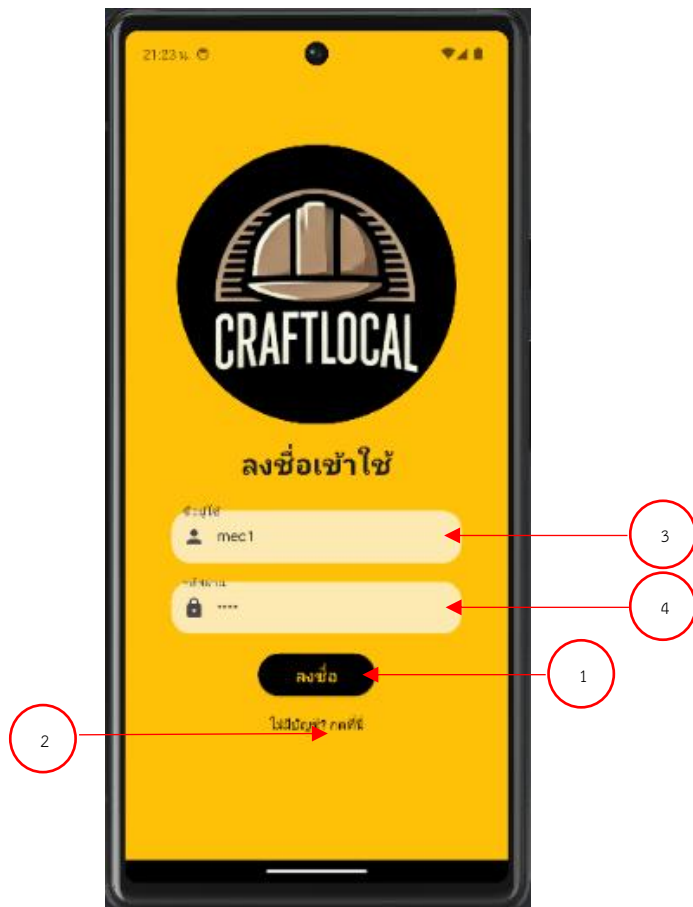 21:23 น.
CRAFTLOCAL
ลงชื่อเข้าใช้
ชื่อผู้ใช้
mec1
3
รหัสผ่าน
....
4
ลงชื่อ
1
ไม่มีบัญชี? กดที่นี่
2